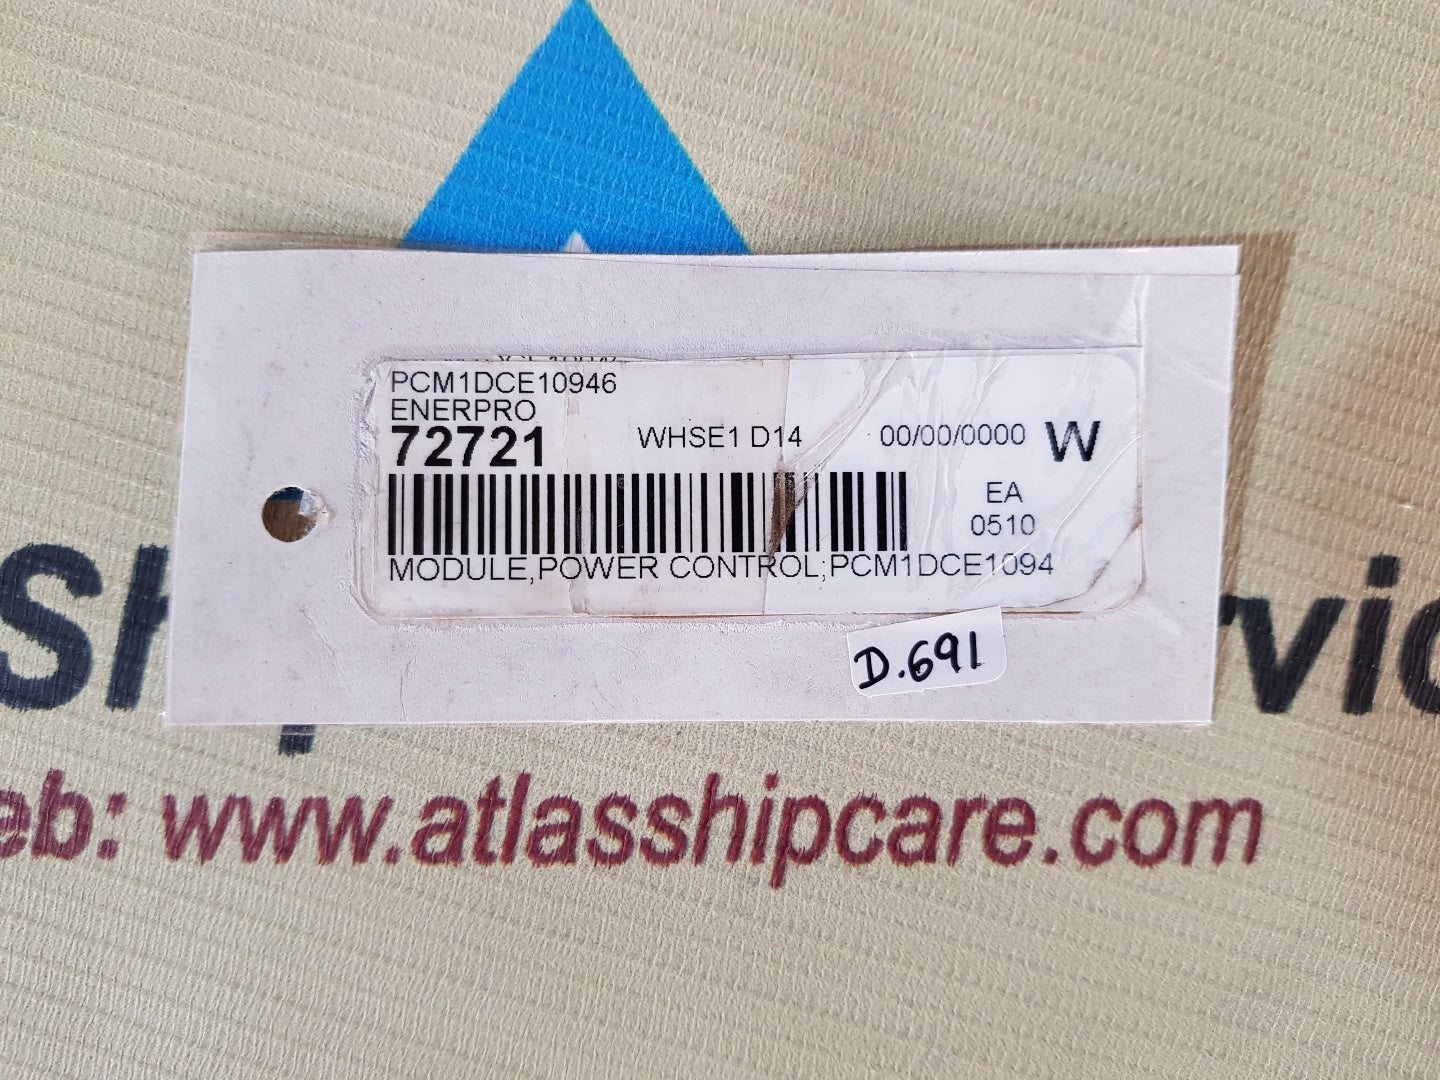 PCM1DCE10946
ENERPRO
72721 WHSE1 D14 00/00/0000 W
EA
0510
MODULE,POWER CONTROL;PCM1DCE1094
D.691
www.atlasshipcare.com